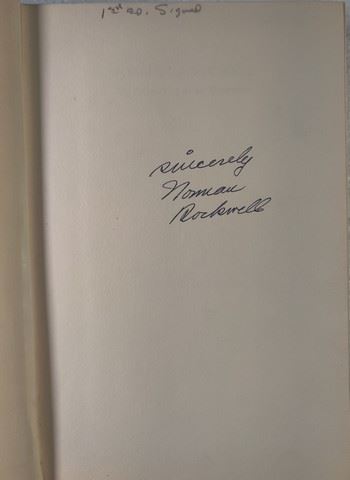 1st ED. Signed
sincerely
Norman
Rockwell